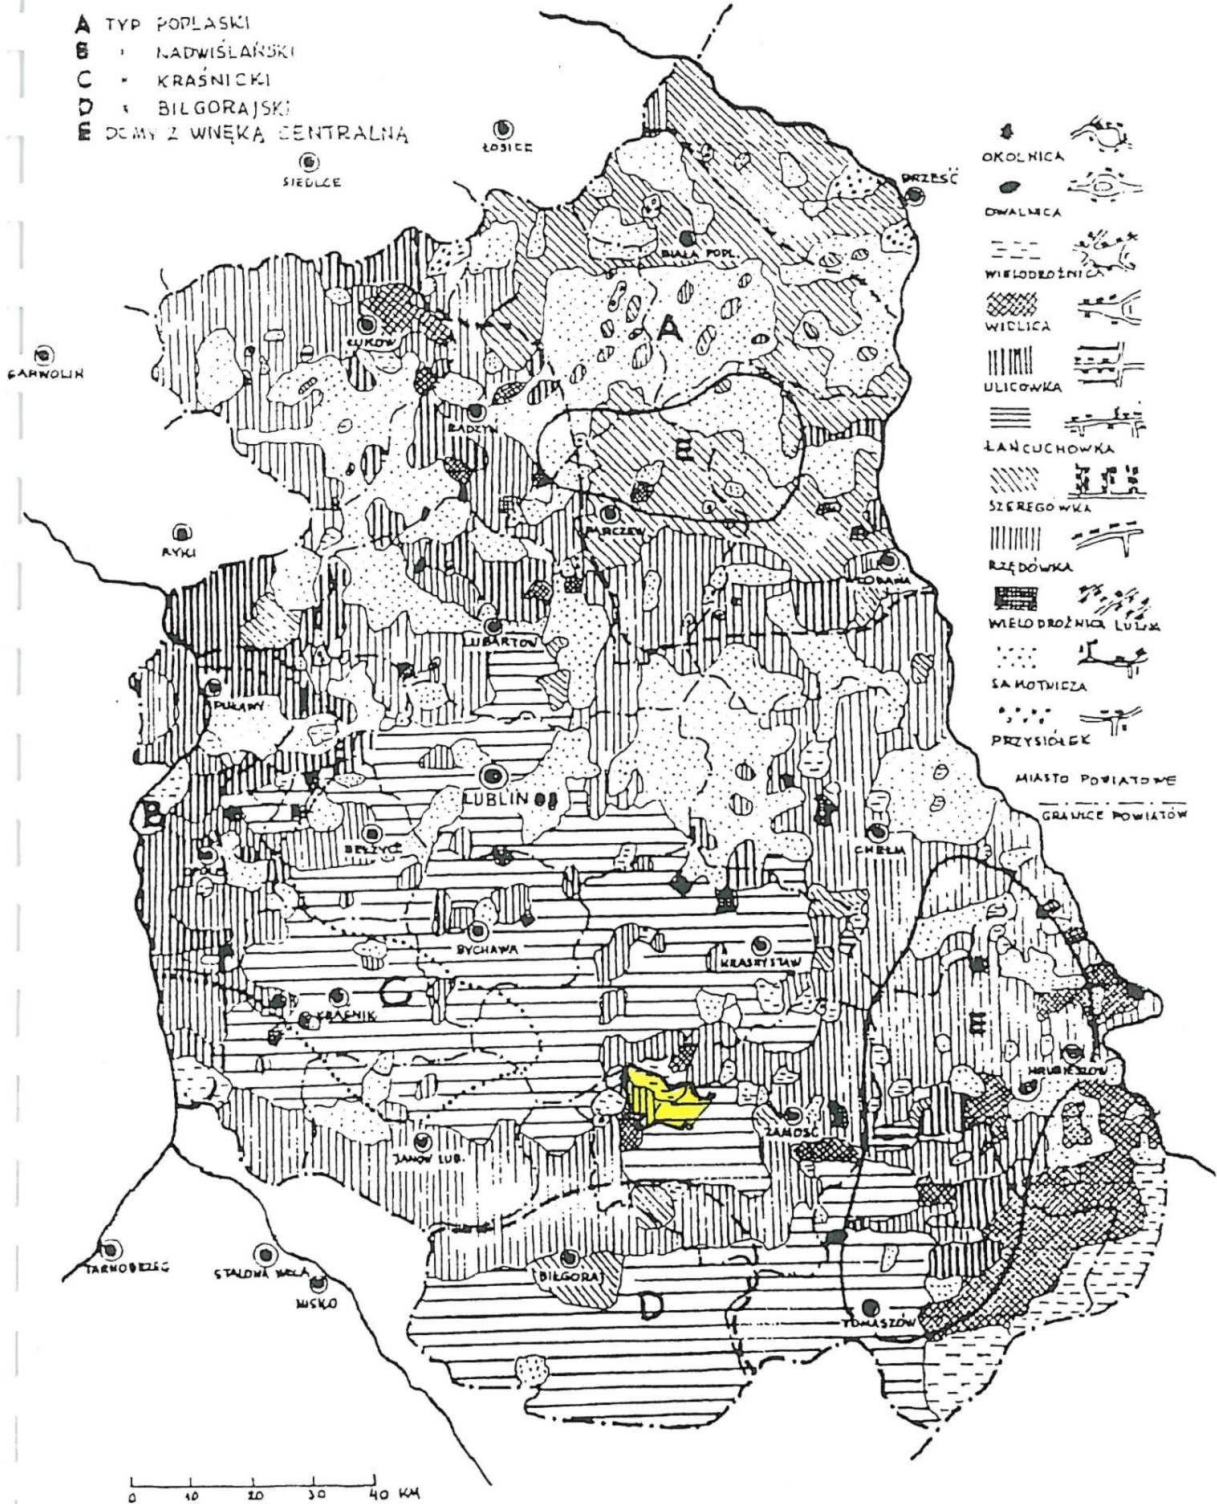 A TYP PODLASKI
B " NADWIŚLAŃSKI
C " KRAŚNICKI
D " BIŁGORAJSKI
E DOMY Z WNĘKĄ CENTRALNĄ
ŁOSICE
SIEDLCE
BRZEŚĆ
BIAŁA PODL.
ŁUKÓW
GARWOLIN
A
RADZYŃ
E
PARCZEW
RYKI
WŁODAWA
LUBARTÓW
PUŁAWY
LUBLIN
B
BEŁŻYCE
CHEŁM
OPOLE
BYCHAWA
KRASNYSTAW
C
KRAŚNIK
E
HRUBIESZÓW
ZAMOŚĆ
JANÓW LUB.
TARNOBRZEG
STALOWA WOLA
NISKO
BIŁGORAJ
D
TOMASZÓW
OKOLNICA
OWALNICA
WIELODROŻNICA
WIDLICA
ULICÓWKA
ŁAŃCUCHÓWKA
SZEREGÓWKA
RZĘDÓWKA
WIELODROŻNICA LUŹNA
SAMOTNICZA
PRZYSIÓŁEK
MIASTO POWIATOWE
GRANICE POWIATÓW
0 10 20 30 40 KM